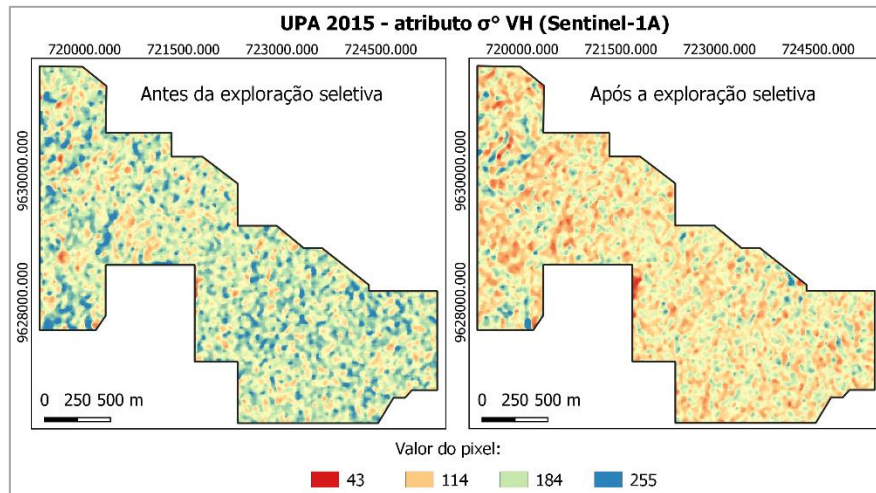 UPA 2015 - atributo σ° VH (Sentinel-1A)
720000.000 721500.000 723000.000 724500.000
720000.000 721500.000 723000.000 724500.000
Antes da exploração seletiva
Após a exploração seletiva
9630000.000
9628000.000
9630000.000
9628000.000
0 250 500 m
0 250 500 m
Valor do pixel:
43 114 184 255